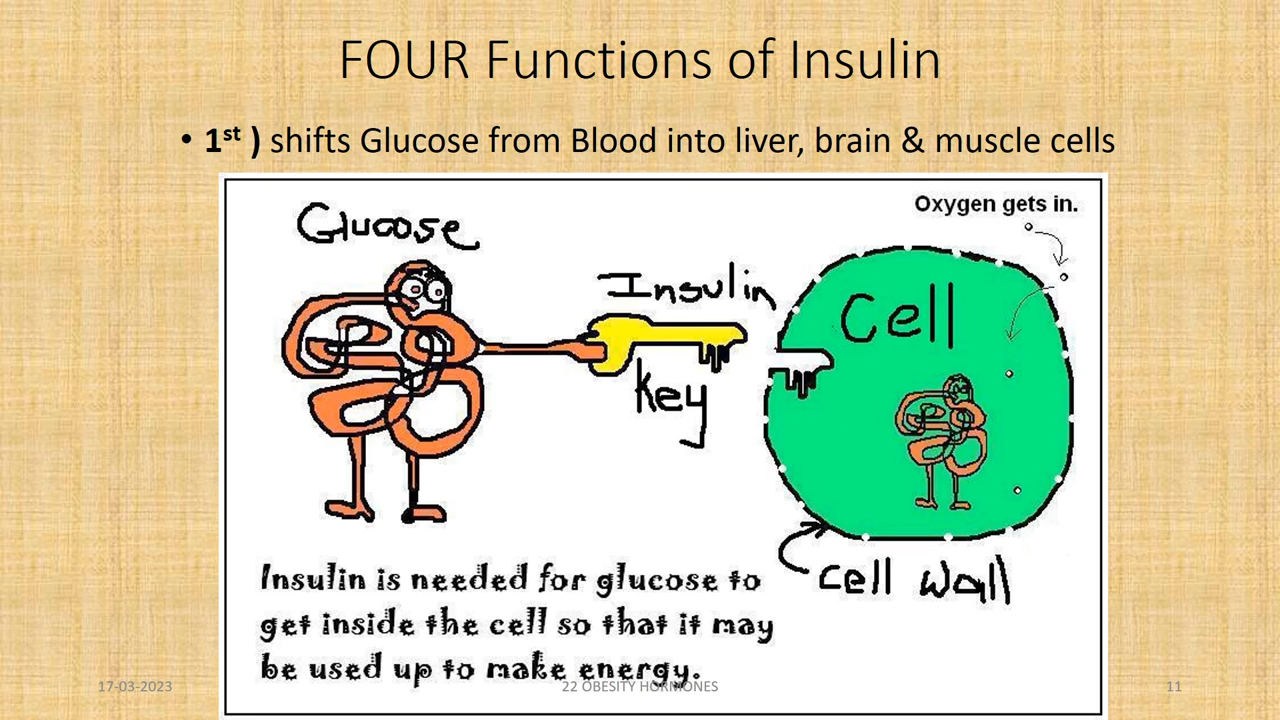 FOUR Functions of Insulin
• 1st ) shifts Glucose from Blood into liver, brain & muscle cells
Oxygen gets in.
Glucose
Insulin
Cell
key
Cell Wall
Insulin is needed for glucose to
get inside the cell so that it may
be used up to make energy.
17-03-2023
22 OBESITY HORMONES
11